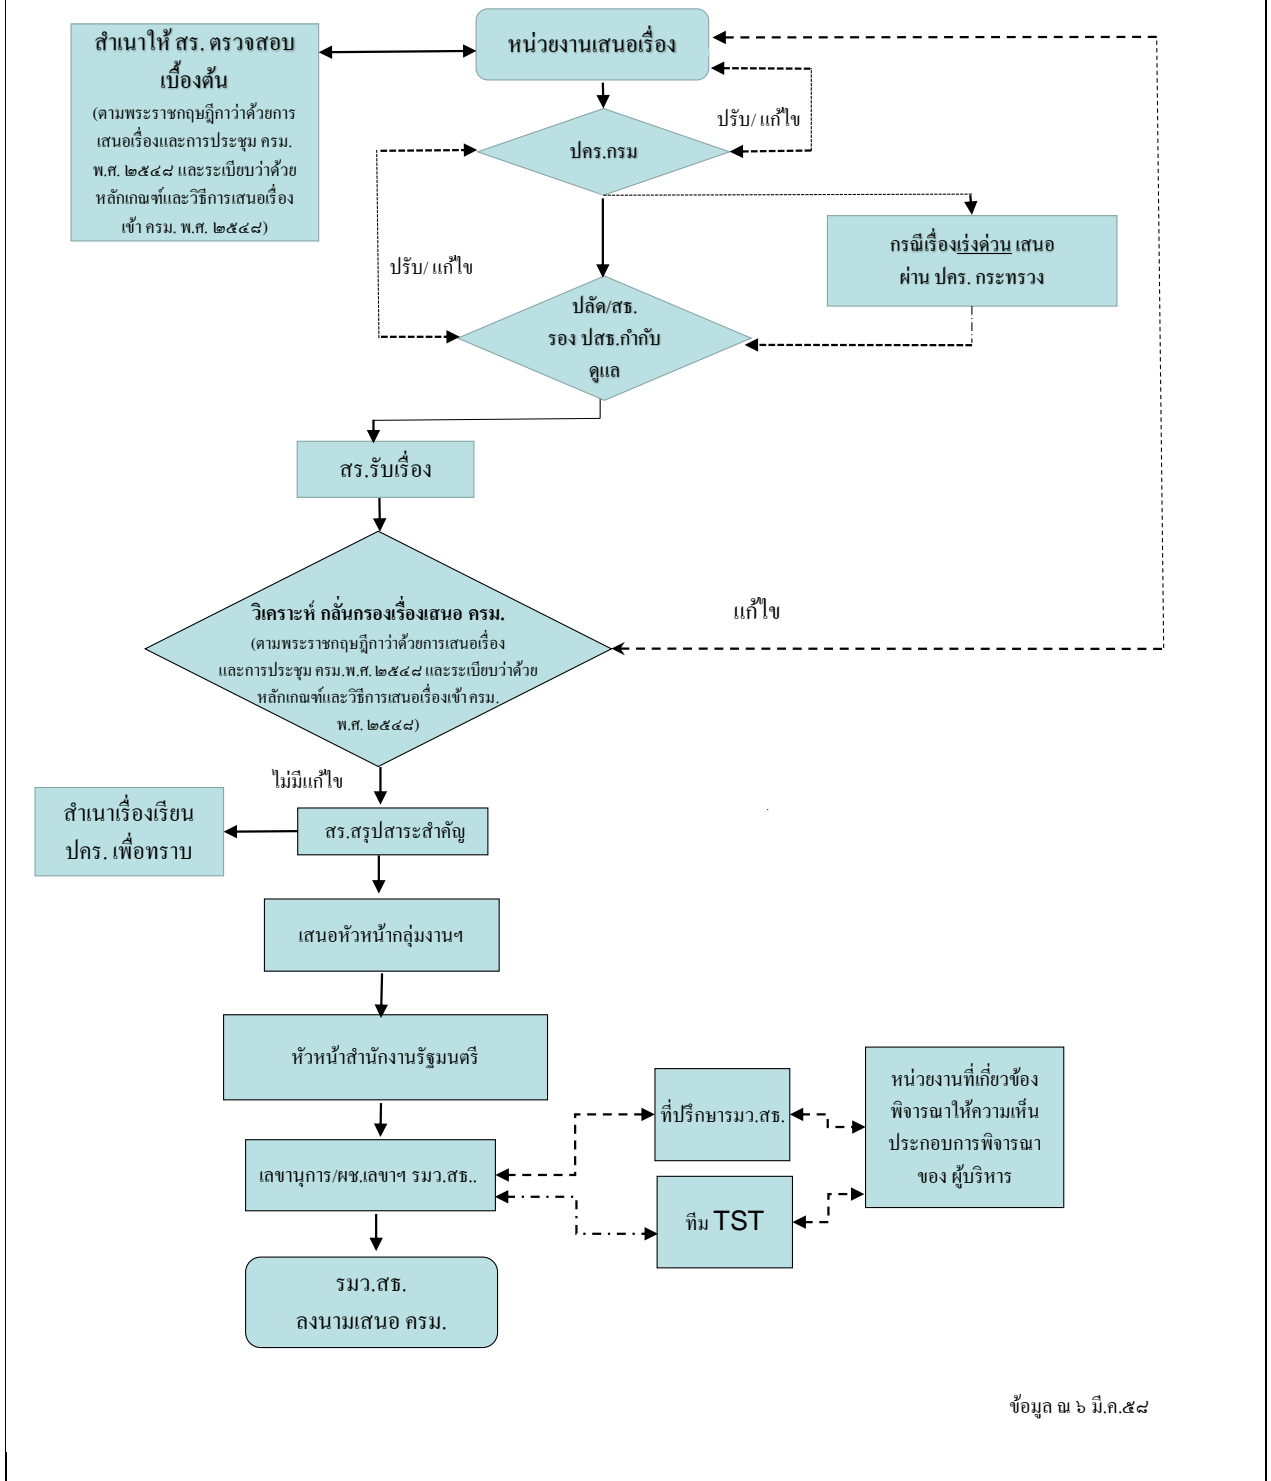 หน่วยงานเสนอเรื่อง
สำเนาให้ สร. ตรวจสอบ
เบื้องต้น
(ตามพระราชกฤษฎีกาว่าด้วยการ
เสนอเรื่องและการประชุม ครม.
พ.ศ. ๒๕๔๘ และระเบียบว่าด้วย
หลักเกณฑ์และวิธีการเสนอเรื่อง
เข้า ครม. พ.ศ. ๒๕๔๘)
ปรับ/ แก้ไข
ปคร.กรม
กรณีเรื่องเร่งด่วน เสนอ
ผ่าน ปคร. กระทรวง
ปรับ/ แก้ไข
ปลัด/สธ.
รอง ปสธ.กำกับ
ดูแล
สร.รับเรื่อง
แก้ไข
วิเคราะห์ กลั่นกรองเรื่องเสนอ ครม.
(ตามพระราชกฤษฎีกาว่าด้วยการเสนอเรื่อง
และการประชุม ครม.พ.ศ. ๒๕๔๘ และระเบียบว่าด้วย
หลักเกณฑ์และวิธีการเสนอเรื่องเข้า ครม.
พ.ศ. ๒๕๔๘)
ไม่มีแก้ไข
สำเนาเรื่องเรียน
ปคร. เพื่อทราบ
สร.สรุปสาระสำคัญ
เสนอหัวหน้ากลุ่มงานฯ
หัวหน้าสำนักงานรัฐมนตรี
ที่ปรึกษารมว.สธ.
หน่วยงานที่เกี่ยวข้อง
พิจารณาให้ความเห็น
ประกอบการพิจารณา
ของ ผู้บริหาร
เลขานุการ/ผช.เลขาฯ รมว.สธ..
ทีม TST
รมว.สธ.
ลงนามเสนอ ครม.
ข้อมูล ณ ๖ มี.ค.๕๘